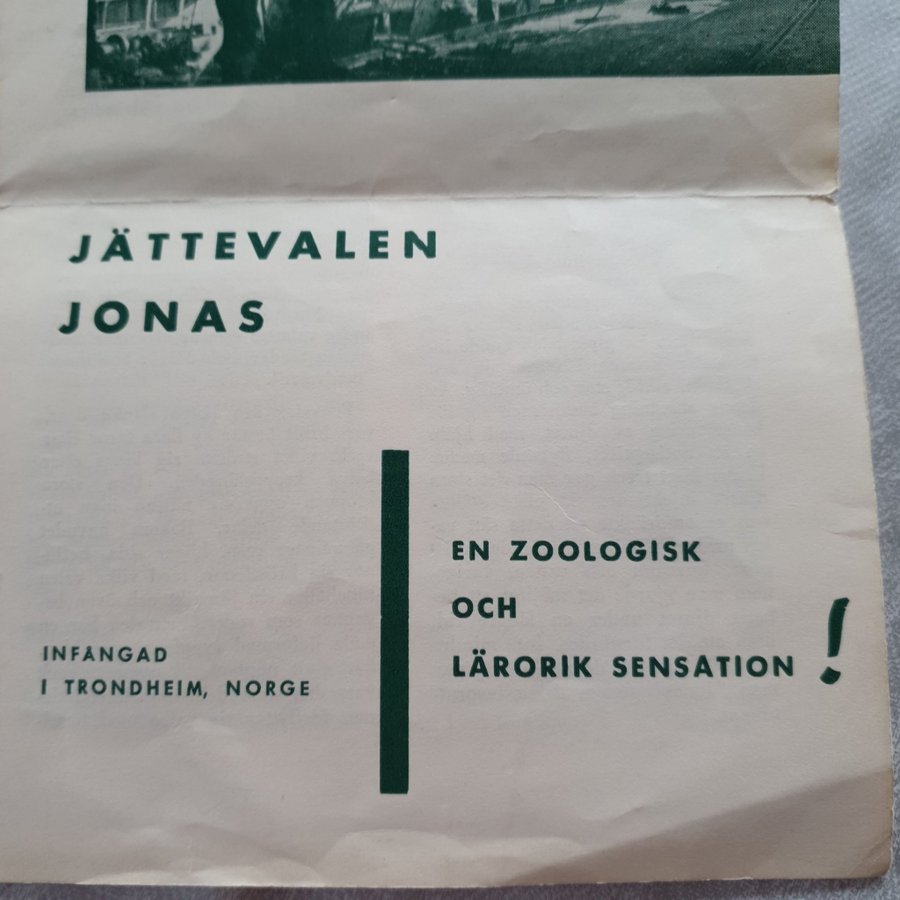 JÄTTEVALEN
JONAS
INFÅNGAD
I TRONDHEIM, NORGE
EN ZOOLOGISK
OCH
LÄRORIK SENSATION !